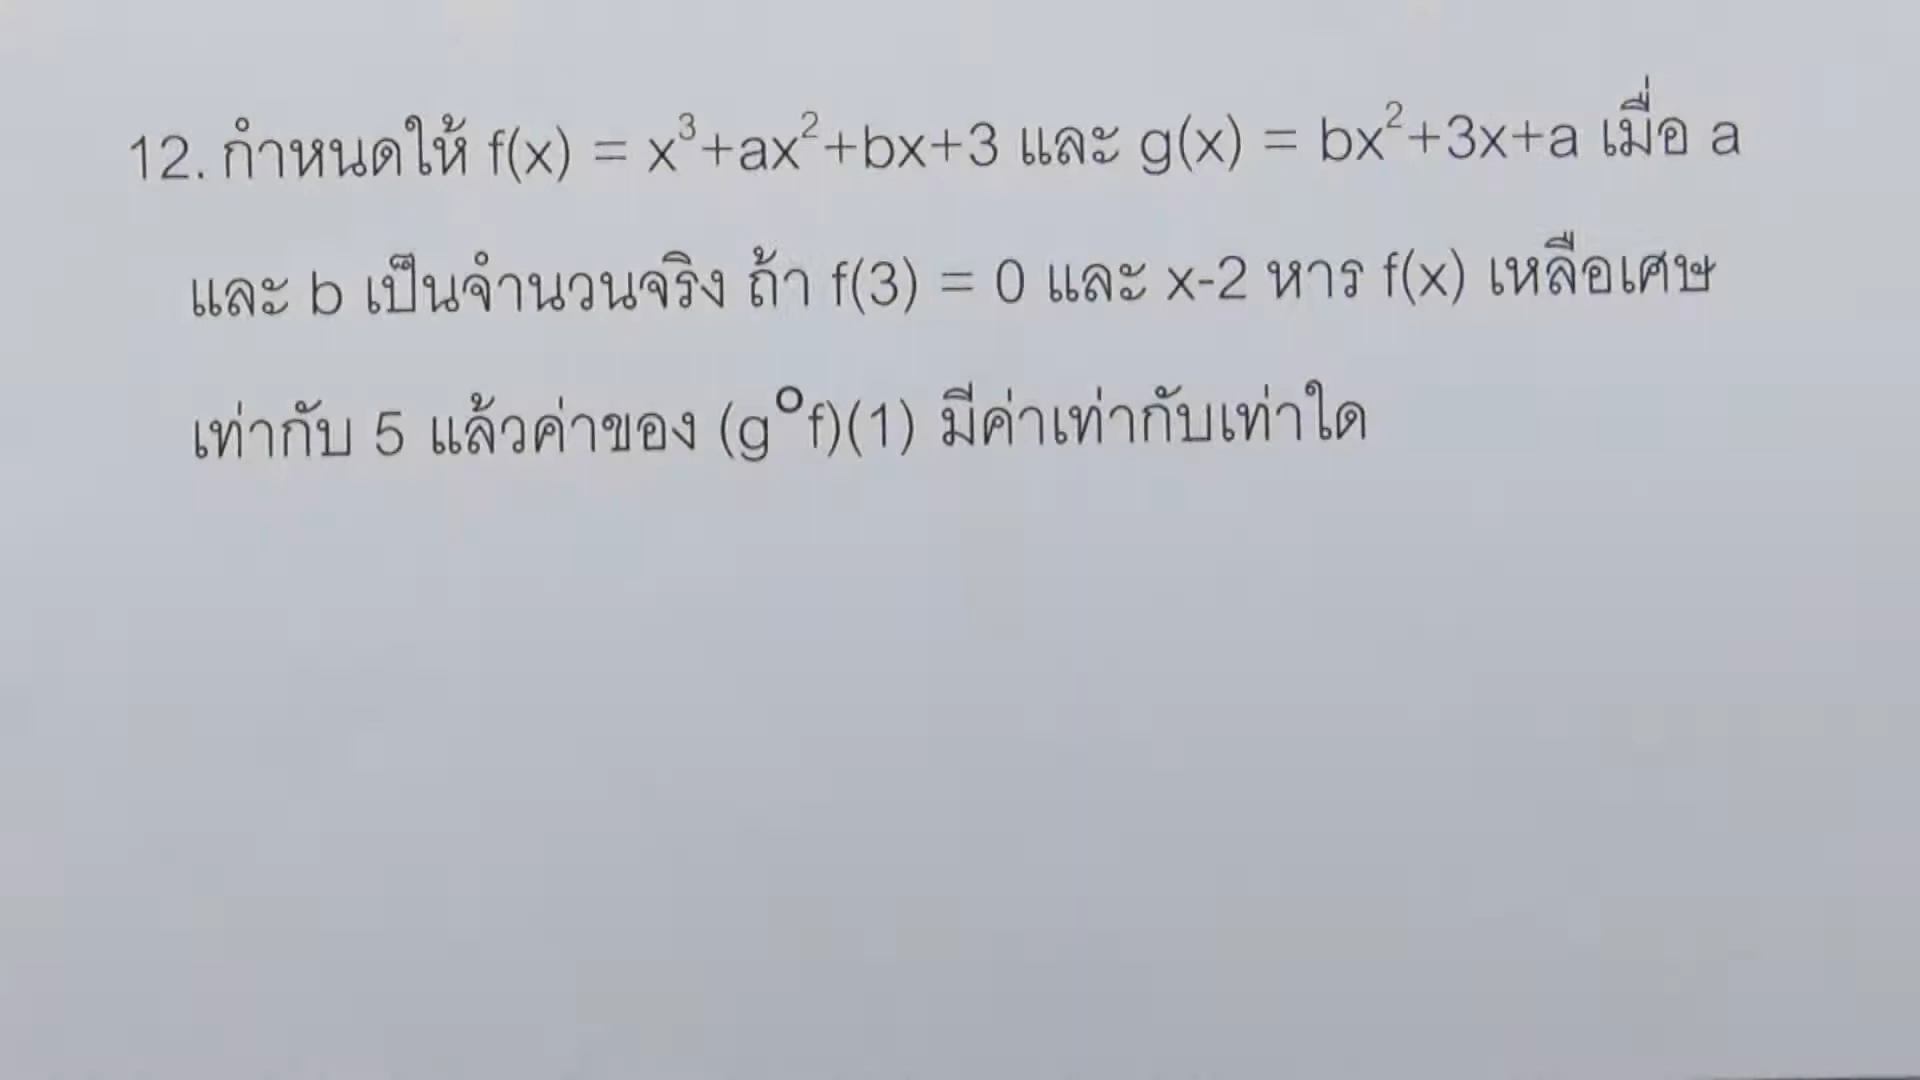 12. กำหนดให้ f(x) = x³+ax²+bx+3 และ g(x) = bx²+3x+a เมื่อ a
และ b เป็นจำนวนจริง ถ้า f(3) = 0 และ x-2 หาร f(x) เหลือเศษ
เท่ากับ 5 แล้วค่าของ (g°f)(1) มีค่าเท่ากับเท่าใด